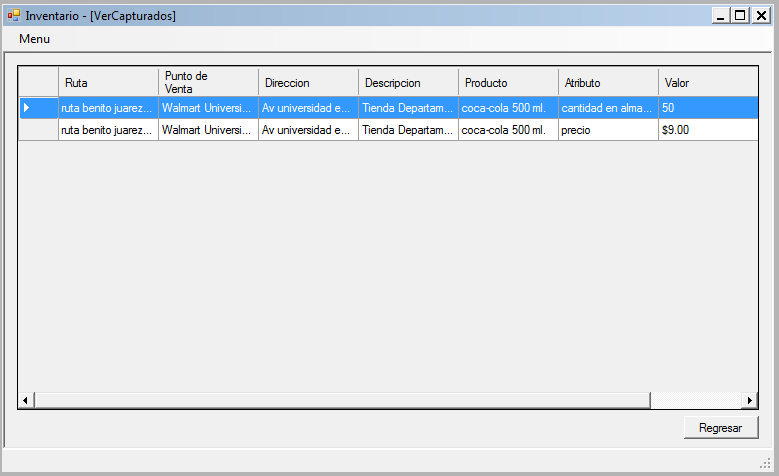 Inventario - [VerCapturados]
Menu
Ruta Punto de Venta Direccion Descripcion Producto Atributo Valor
ruta benito juarez... Walmart Universi... Av universidad e... Tienda Departam... coca-cola 500 ml. cantidad en alma... 50
ruta benito juarez... Walmart Universi... Av universidad e... Tienda Departam... coca-cola 500 ml. precio $9.00
Regresar